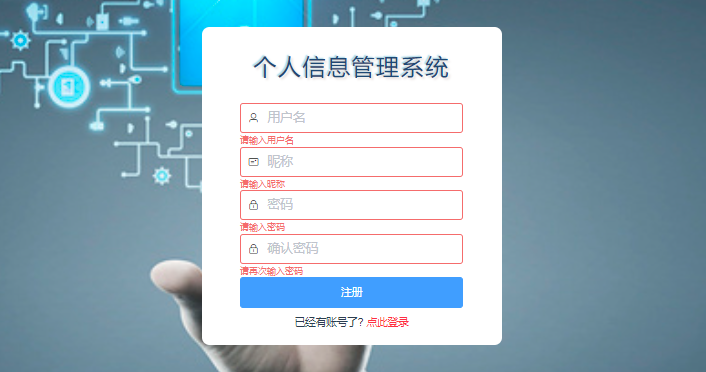 个人信息管理系统
用户名
请输入用户名
昵称
请输入昵称
密码
请输入密码
确认密码
请再次输入密码
注册
已经有账号了? 点此登录